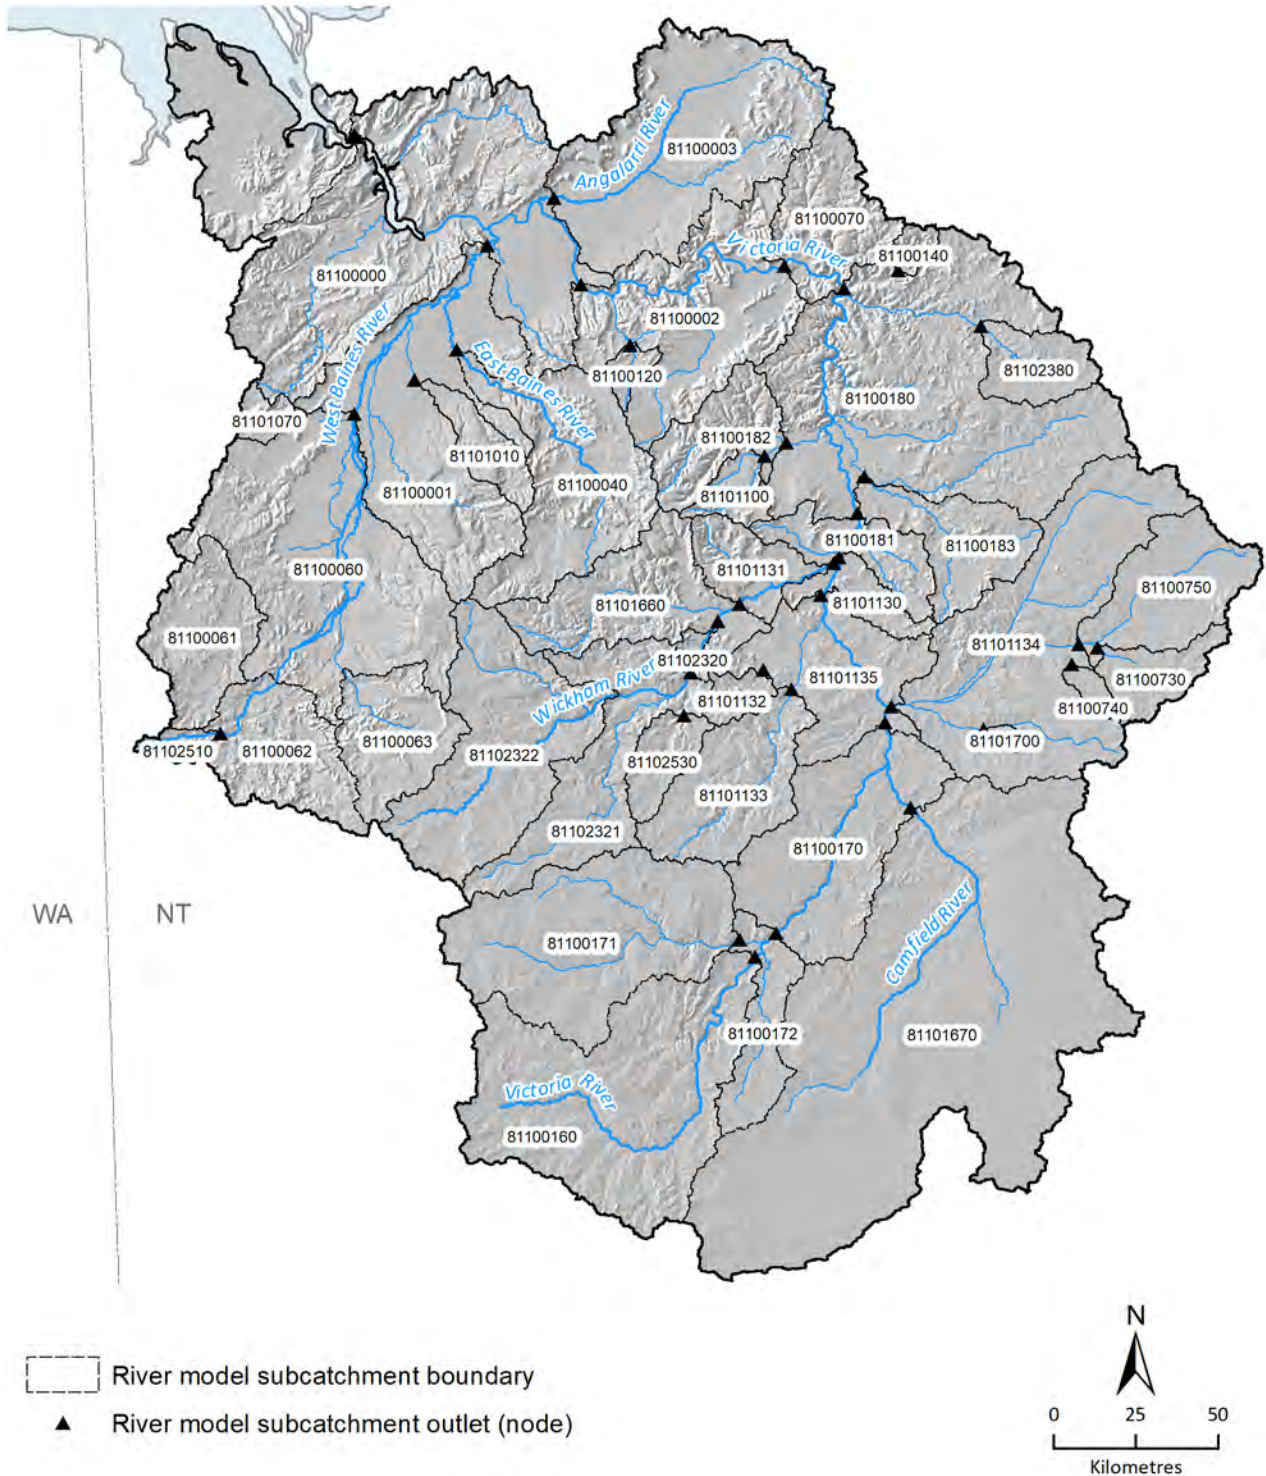 Angalarri River
81100003
81100070
Victoria River
81100140
81100000
81100002
West Baines River
East Baines River
81100120
81102380
81100180
81101070
81100182
81101010
81100001
81100040
81101100
81100181
81100183
81100060
81101131
81100750
81101660
81101130
81100061
81101134
81102320
81101135
81100730
Wickham River
81101132
81100740
81102510
81100062
81100063
81102322
81102530
81101700
81101133
81102321
81100170
WA
NT
Camfield River
81100171
81100172
81101670
Victoria River
81100160
N
River model subcatchment boundary
River model subcatchment outlet (node)
0 25 50
Kilometres